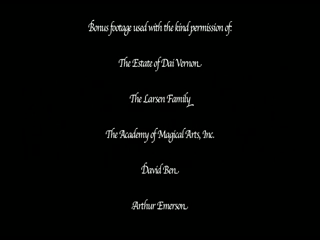 Bonus footage used with the kind permission of:
The Estate of Dai Vernon
The Larsen Family
The Academy of Magical Arts, Inc.
David Ben
Arthur Emerson